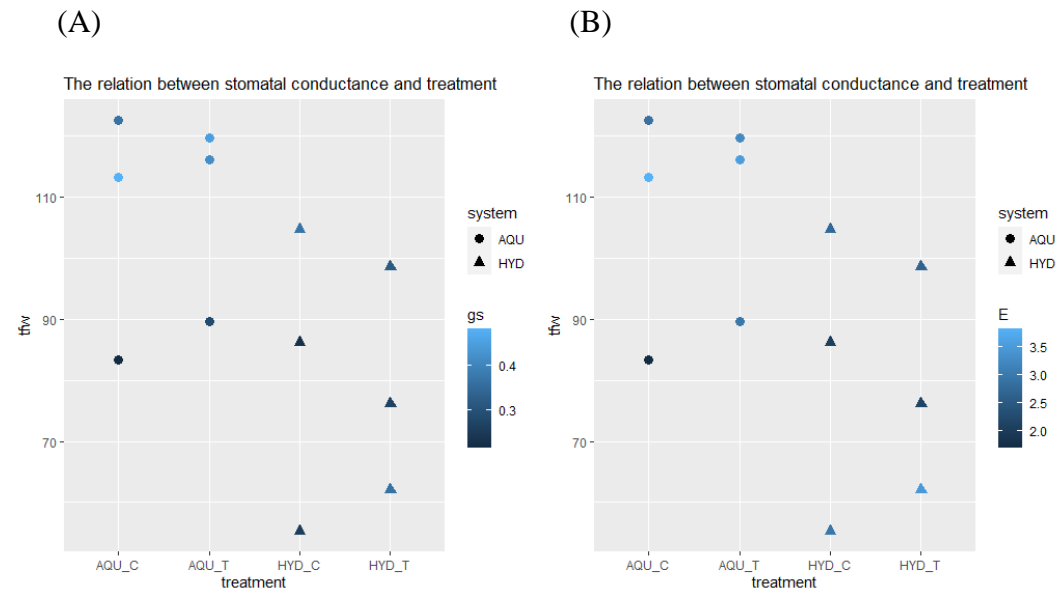 (A)
The relation between stomatal conductance and treatment
110
90
70
tfw
AQU_C
AQU_T
HYD_C
HYD_T
treatment
system
AQU
HYD
gs
0.4
0.3
(B)
The relation between stomatal conductance and treatment
110
90
70
tfw
AQU_C
AQU_T
HYD_C
HYD_T
treatment
system
AQU
HYD
E
3.5
3.0
2.5
2.0